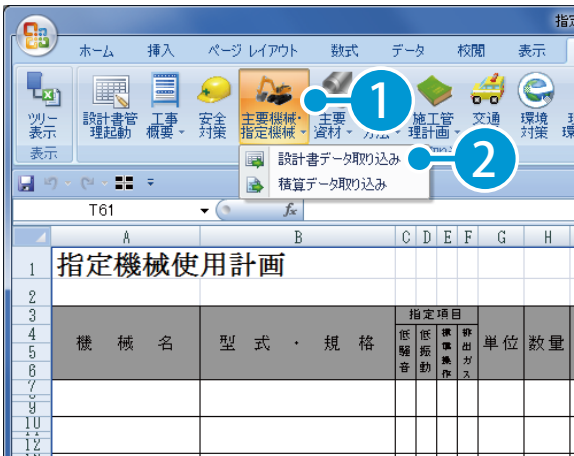 指
ホーム 挿入 ページ レイアウト 数式 データ 校閲 表示
ツリー
表示
設計書管
理起動
工事
概要
安全
対策
主要機械・
指定機械
主要
資材
方法
施工管
理計画
交通
環境
対策
表示
1
設計書データ取り込み
2
積算データ取り込み
T61 fx
A B C D E F G H
1 指定機械使用計画
2
3
4
5
6
7
9
10
12
機械名
型式・規格
指定項目
低騒音
低振動
排出ガス
単位
数量